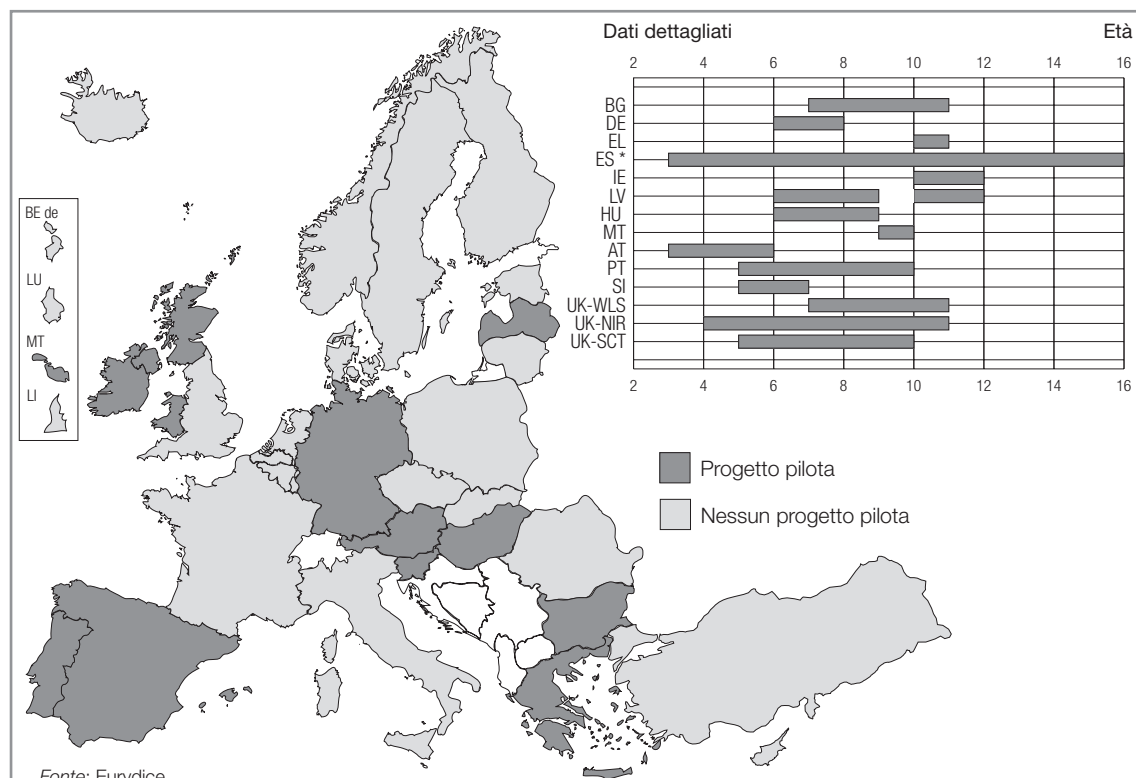 Dati dettagliati Età
2 4 6 8 10 12 14 16
BG
DE
EL
ES *
IE
LV
HU
MT
AT
PT
SI
UK-WLS
UK-NIR
UK-SCT
2 4 6 8 10 12 14 16
BE de
LU
MT
LI
Progetto pilota
Nessun progetto pilota
Fonte: Eurydice